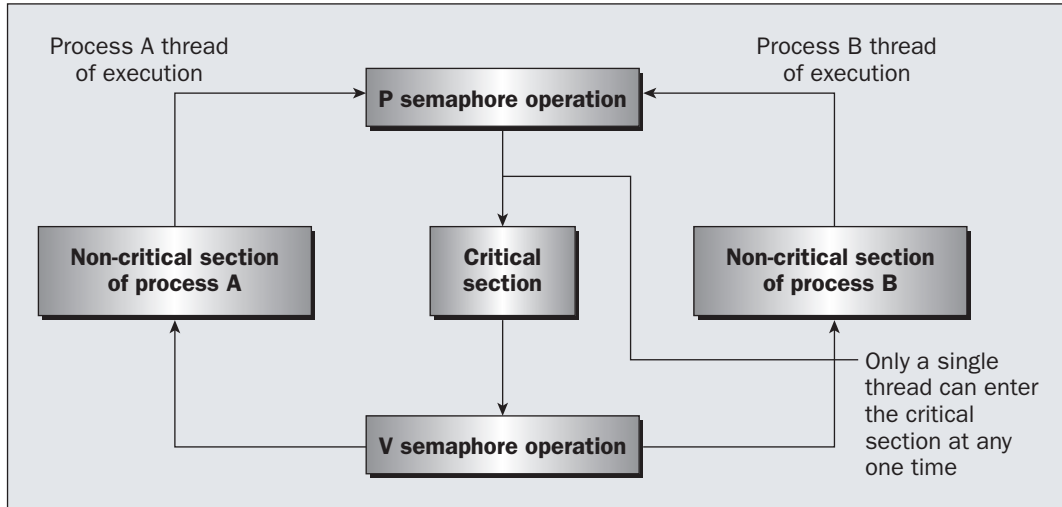 Process A thread
of execution
Process B thread
of execution
P semaphore operation
Non-critical section
of process A
Critical
section
Non-critical section
of process B
Only a single
thread can enter
the critical
section at any
one time
V semaphore operation